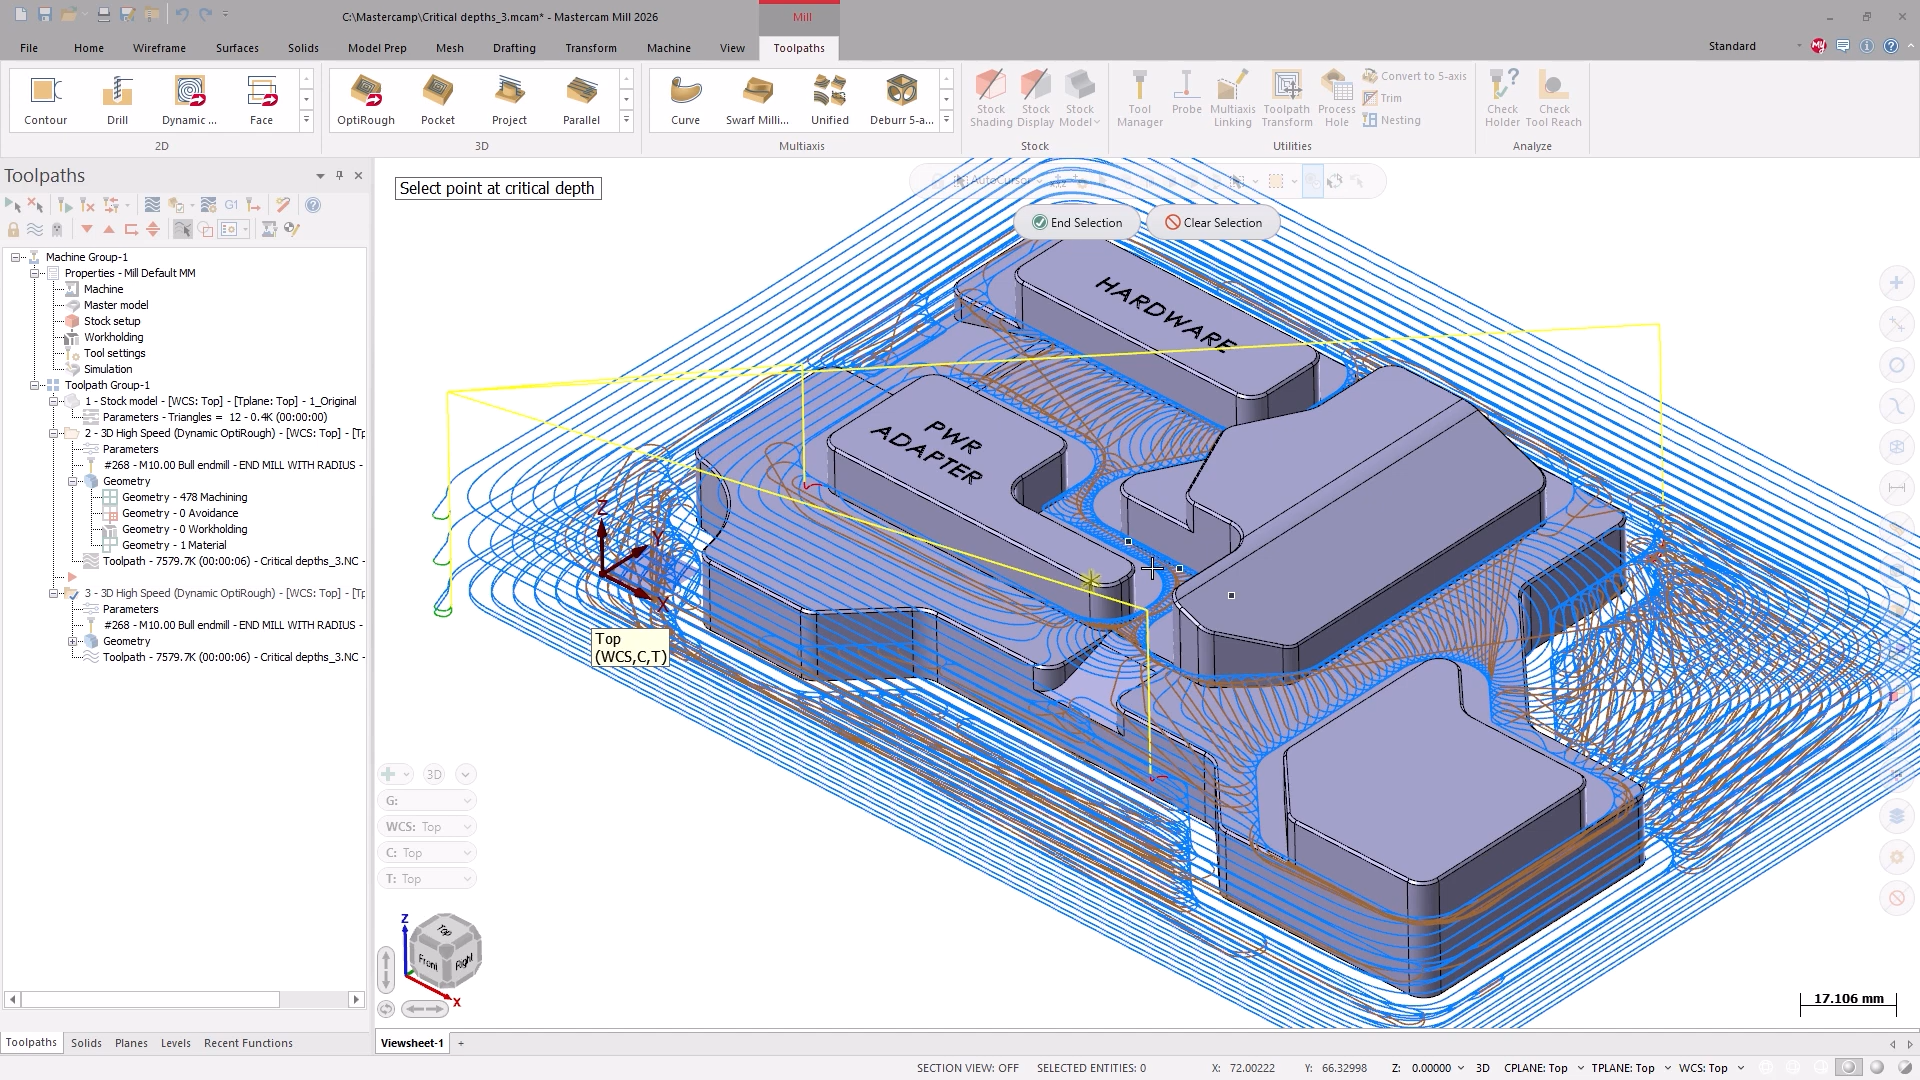 C:\Mastercamp\Critical depths_3.mcam* - Mastercam Mill 2026
Mill
File Home Wireframe Surfaces Solids Model Prep Mesh Drafting Transform Machine View Toolpaths
Standard
Contour Drill Dynamic ... Face
2D
OptiRough Pocket Project Parallel
3D
Curve Swarf Milli... Unified Deburr 5-a...
Multiaxis
Stock Shading
Stock Display
Stock Model
Stock
Tool Manager
Probe
Multiaxis Linking
Toolpath Transform
Process Hole
Convert to 5-axis
Trim
Nesting
Utilities
Check Holder
Check Tool Reach
Analyze
Toolpaths
G1
Machine Group-1
Properties - Mill Default MM
Machine
Master model
Stock setup
Workholding
Tool settings
Simulation
Toolpath Group-1
1 - Stock model - [WCS: Top] - [Tplane: Top] - 1_Original
Parameters - Triangles = 12 - 0.4K (00:00:00)
2 - 3D High Speed (Dynamic OptiRough) - [WCS: Top] - [Tp
Parameters
#268 - M10.00 Bull endmill - END MILL WITH RADIUS -
Geometry
Geometry - 478 Machining
Geometry - 0 Avoidance
Geometry - 0 Workholding
Geometry - 1 Material
Toolpath - 7579.7K (00:00:06) - Critical depths_3.NC -
3 - 3D High Speed (Dynamic OptiRough) - [WCS: Top] - [Tp
Parameters
#268 - M10.00 Bull endmill - END MILL WITH RADIUS -
Geometry
Toolpath - 7579.7K (00:00:06) - Critical depths_3.NC -
Toolpaths Solids Planes Levels Recent Functions
Select point at critical depth
AutoCursor
End Selection
Clear Selection
HARDWARE
PWR
ADAPTER
Z
Y
X
Top
(WCS,C,T)
3D
G:
WCS: Top
C: Top
T: Top
Z
Top
Front
Right
X
17.106 mm
Viewsheet-1 +
SECTION VIEW: OFF SELECTED ENTITIES: 0 X: 72.00222 Y: 66.32998 Z: 0.00000 3D CPLANE: Top TPLANE: Top WCS: Top